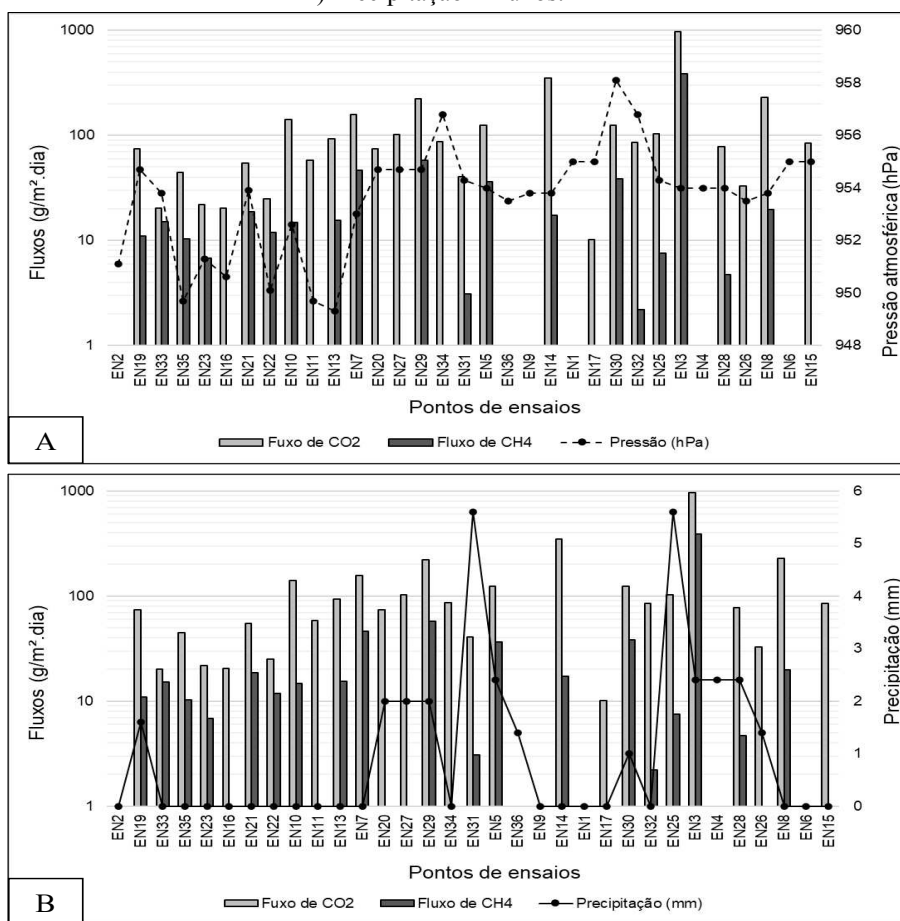 1000
100
10
1
Fluxos (g/m².dia)
960
958
956
954
952
950
948
Pressão atmosférica (hPa)
EN2 EN19 EN33 EN35 EN23 EN16 EN21 EN22 EN10 EN11 EN13 EN7 EN20 EN27 EN29 EN34 EN31 EN5 EN36 EN9 EN14 EN1 EN17 EN30 EN32 EN25 EN3 EN4 EN28 EN26 EN8 EN6 EN15
Pontos de ensaios
A
Fuxo de CO2 Fluxo de CH4 Pressão (hPa)
1000
100
10
1
Fluxos (g/m².dia)
6
5
4
3
2
1
0
Precipitação (mm)
EN2 EN19 EN33 EN35 EN23 EN16 EN21 EN22 EN10 EN11 EN13 EN7 EN20 EN27 EN29 EN34 EN31 EN5 EN36 EN9 EN14 EN1 EN17 EN30 EN32 EN25 EN3 EN4 EN28 EN26 EN8 EN6 EN15
Pontos de ensaios
B
Fuxo de CO2 Fluxo de CH4 Precipitação (mm)